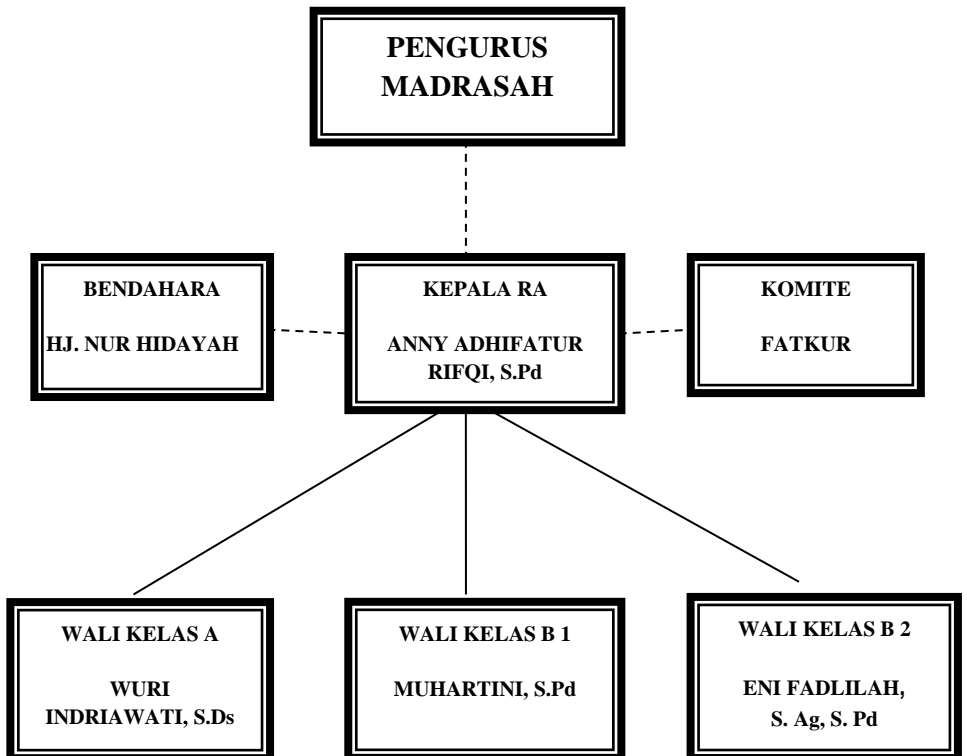 PENGURUS
MADRASAH
BENDAHARA
HJ. NUR HIDAYAH
KEPALA RA
ANNY ADHIFATUR
RIFQI, S.Pd
KOMITE
FATKUR
WALI KELAS A
WURI
INDRIAWATI, S.Ds
WALI KELAS B 1
MUHARTINI, S.Pd
WALI KELAS B 2
ENI FADLILAH,
S. Ag, S. Pd